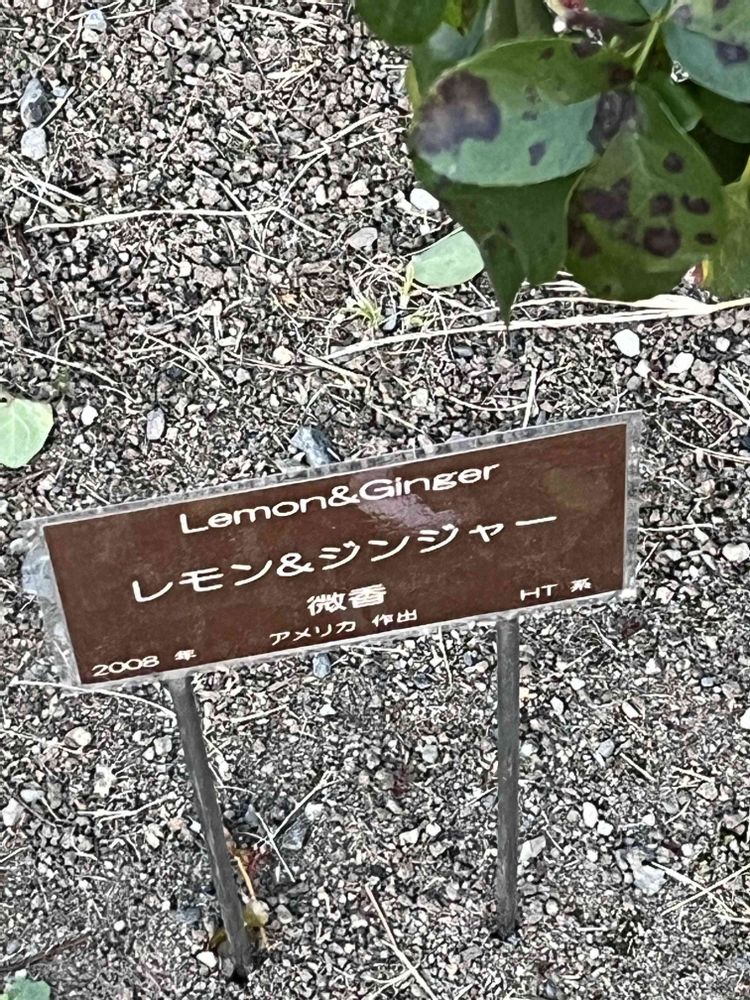 Lemon&Ginger
レモン&ジンジャー
微香
2008 年 アメリカ 作出 HT 系